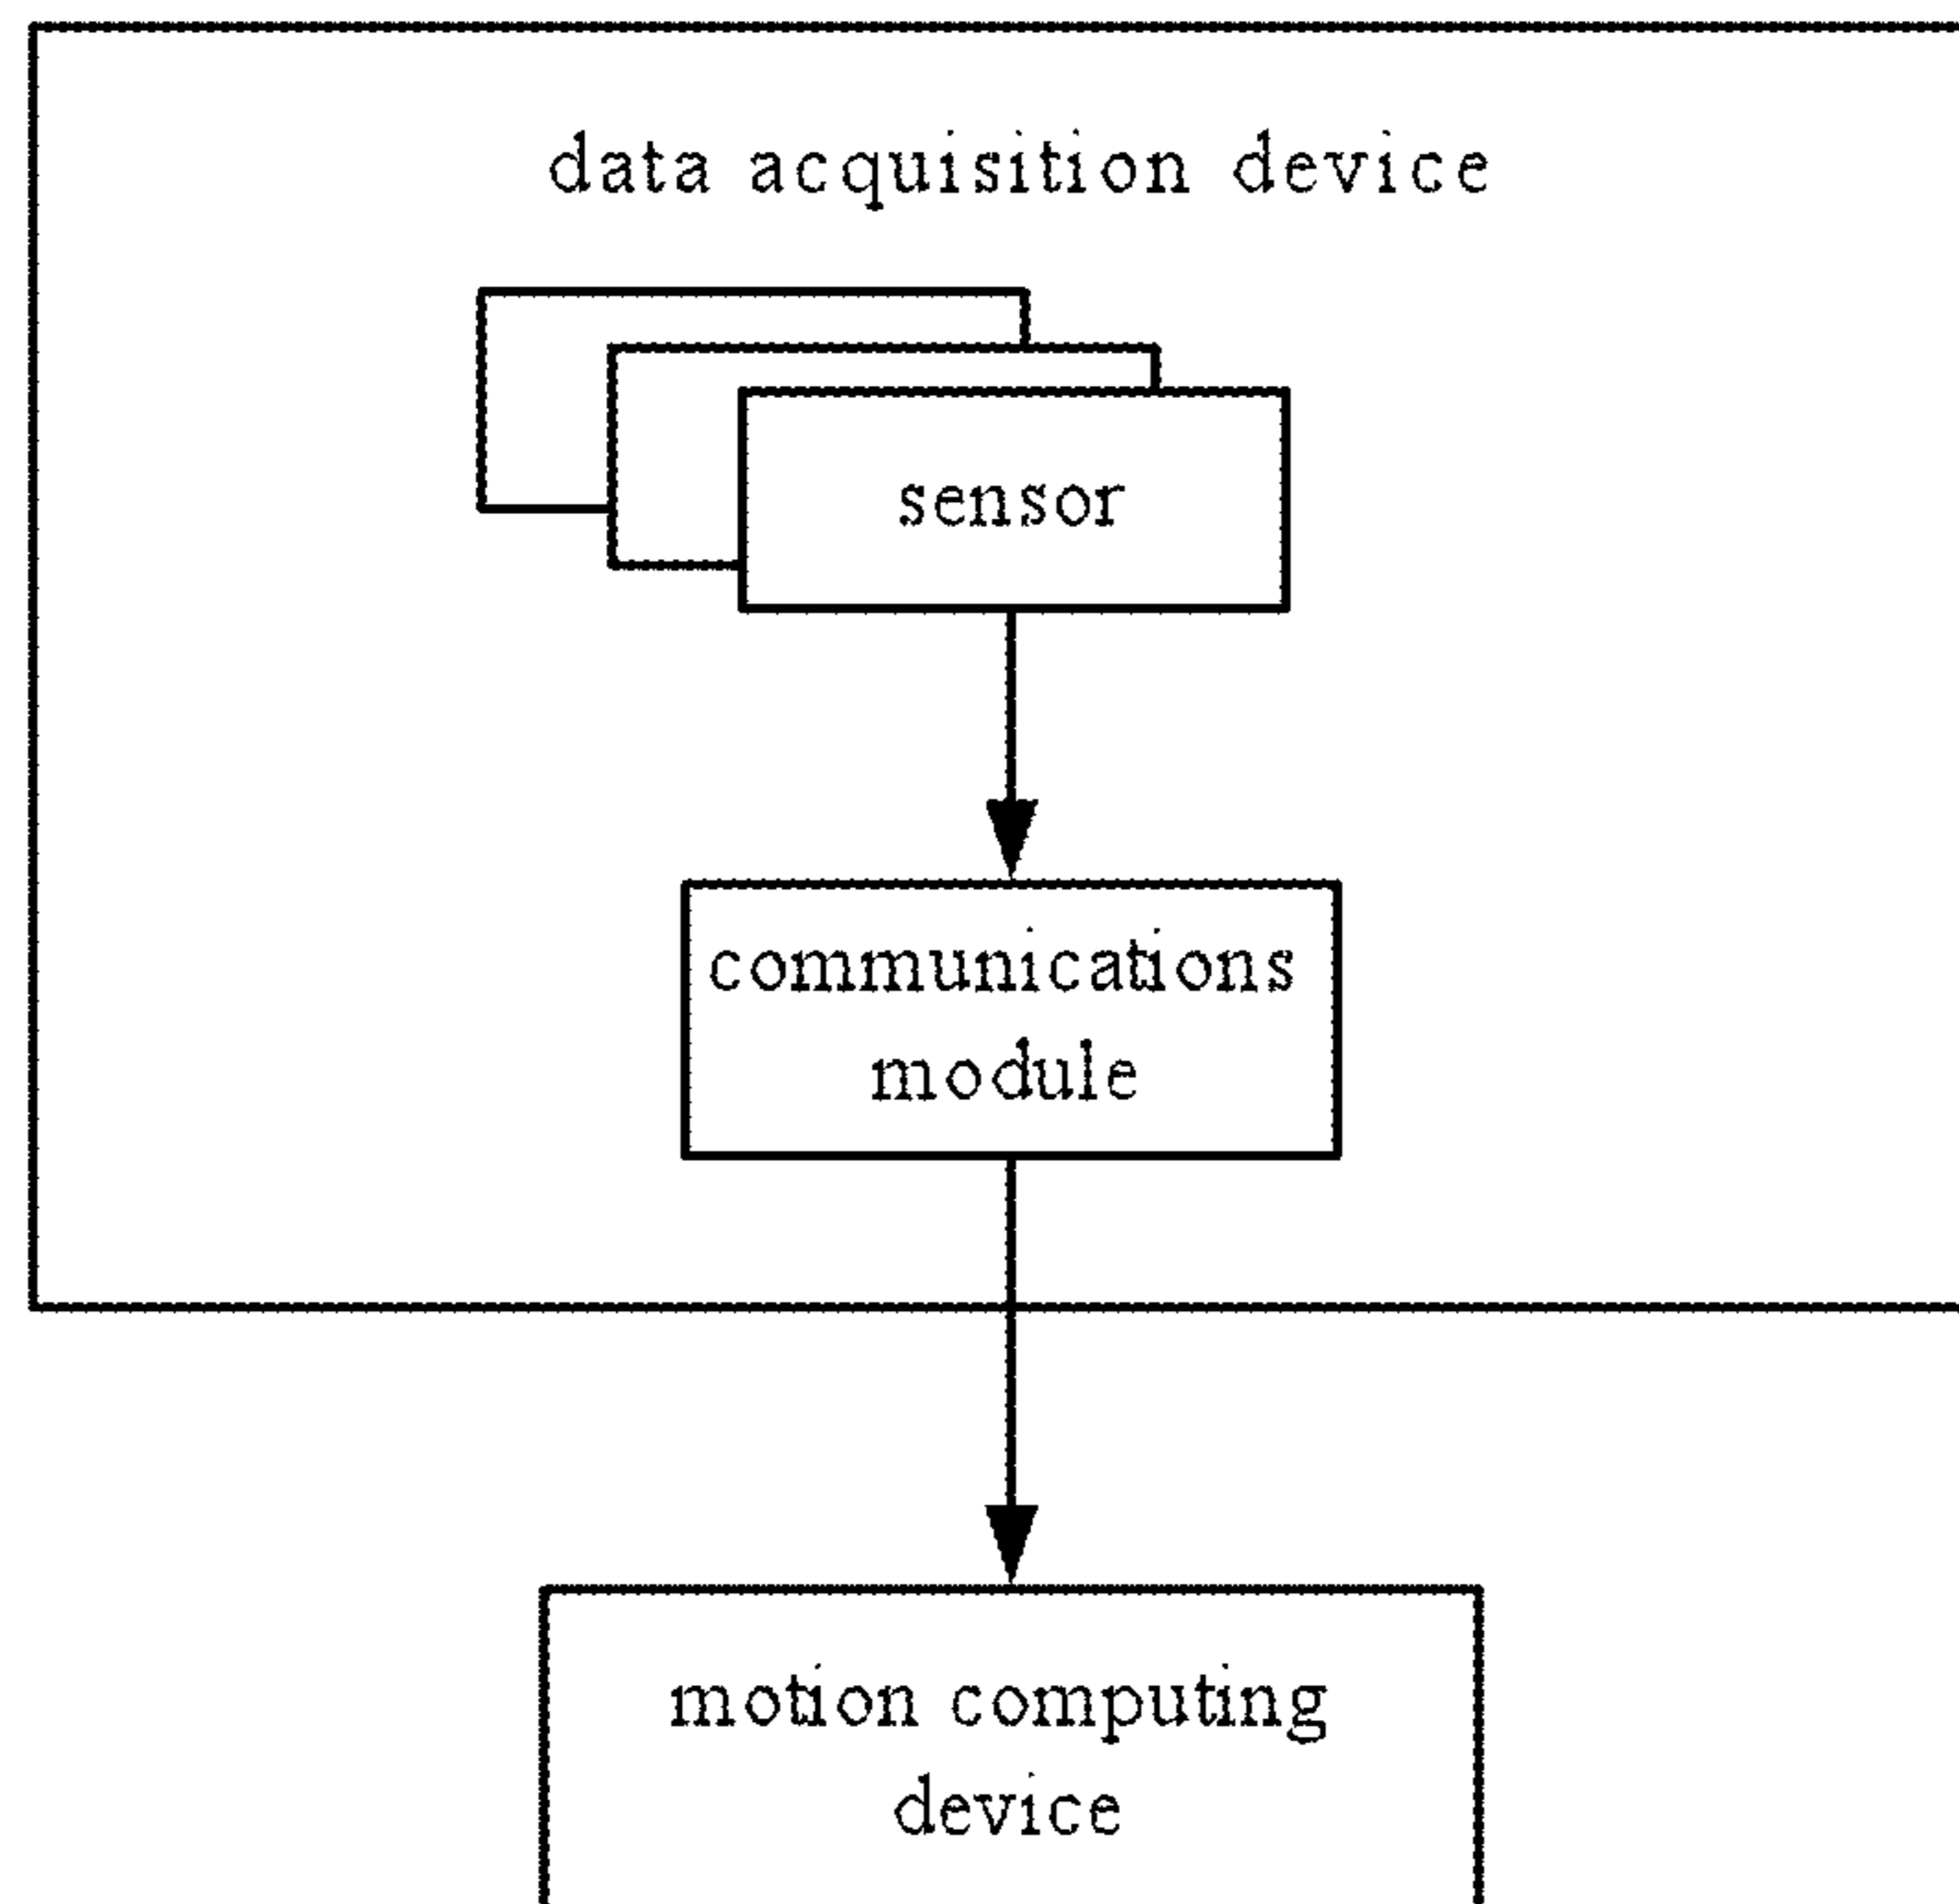 data acquisition device
sensor
communications
module
motion computing
device